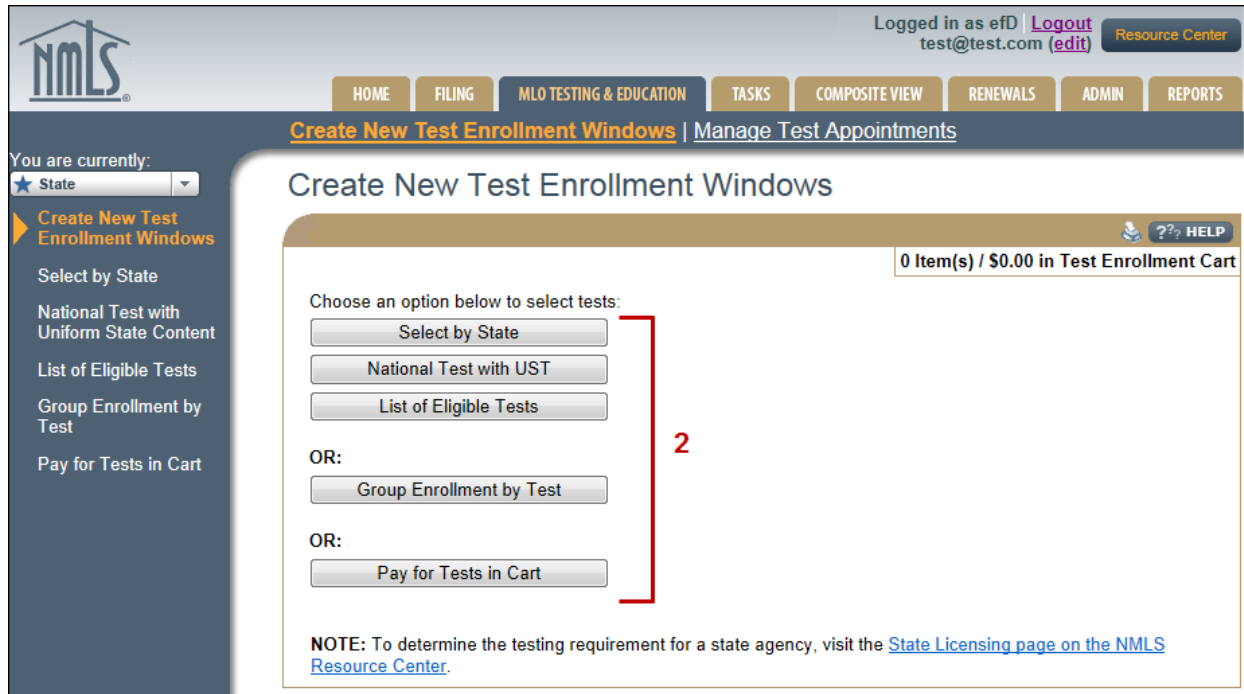 Logged in as efD | Logout
test@test.com (edit)
Resource Center
NMLS®
HOME FILING MLO TESTING & EDUCATION TASKS COMPOSITE VIEW RENEWALS ADMIN REPORTS
Create New Test Enrollment Windows | Manage Test Appointments
You are currently:
State
Create New Test
Enrollment Windows
Select by State
National Test with
Uniform State Content
List of Eligible Tests
Group Enrollment by
Test
Pay for Tests in Cart
Create New Test Enrollment Windows
??? HELP
0 Item(s) / $0.00 in Test Enrollment Cart
Choose an option below to select tests:
Select by State
National Test with UST
List of Eligible Tests
2
OR:
Group Enrollment by Test
OR:
Pay for Tests in Cart
NOTE: To determine the testing requirement for a state agency, visit the State Licensing page on the NMLS
Resource Center.